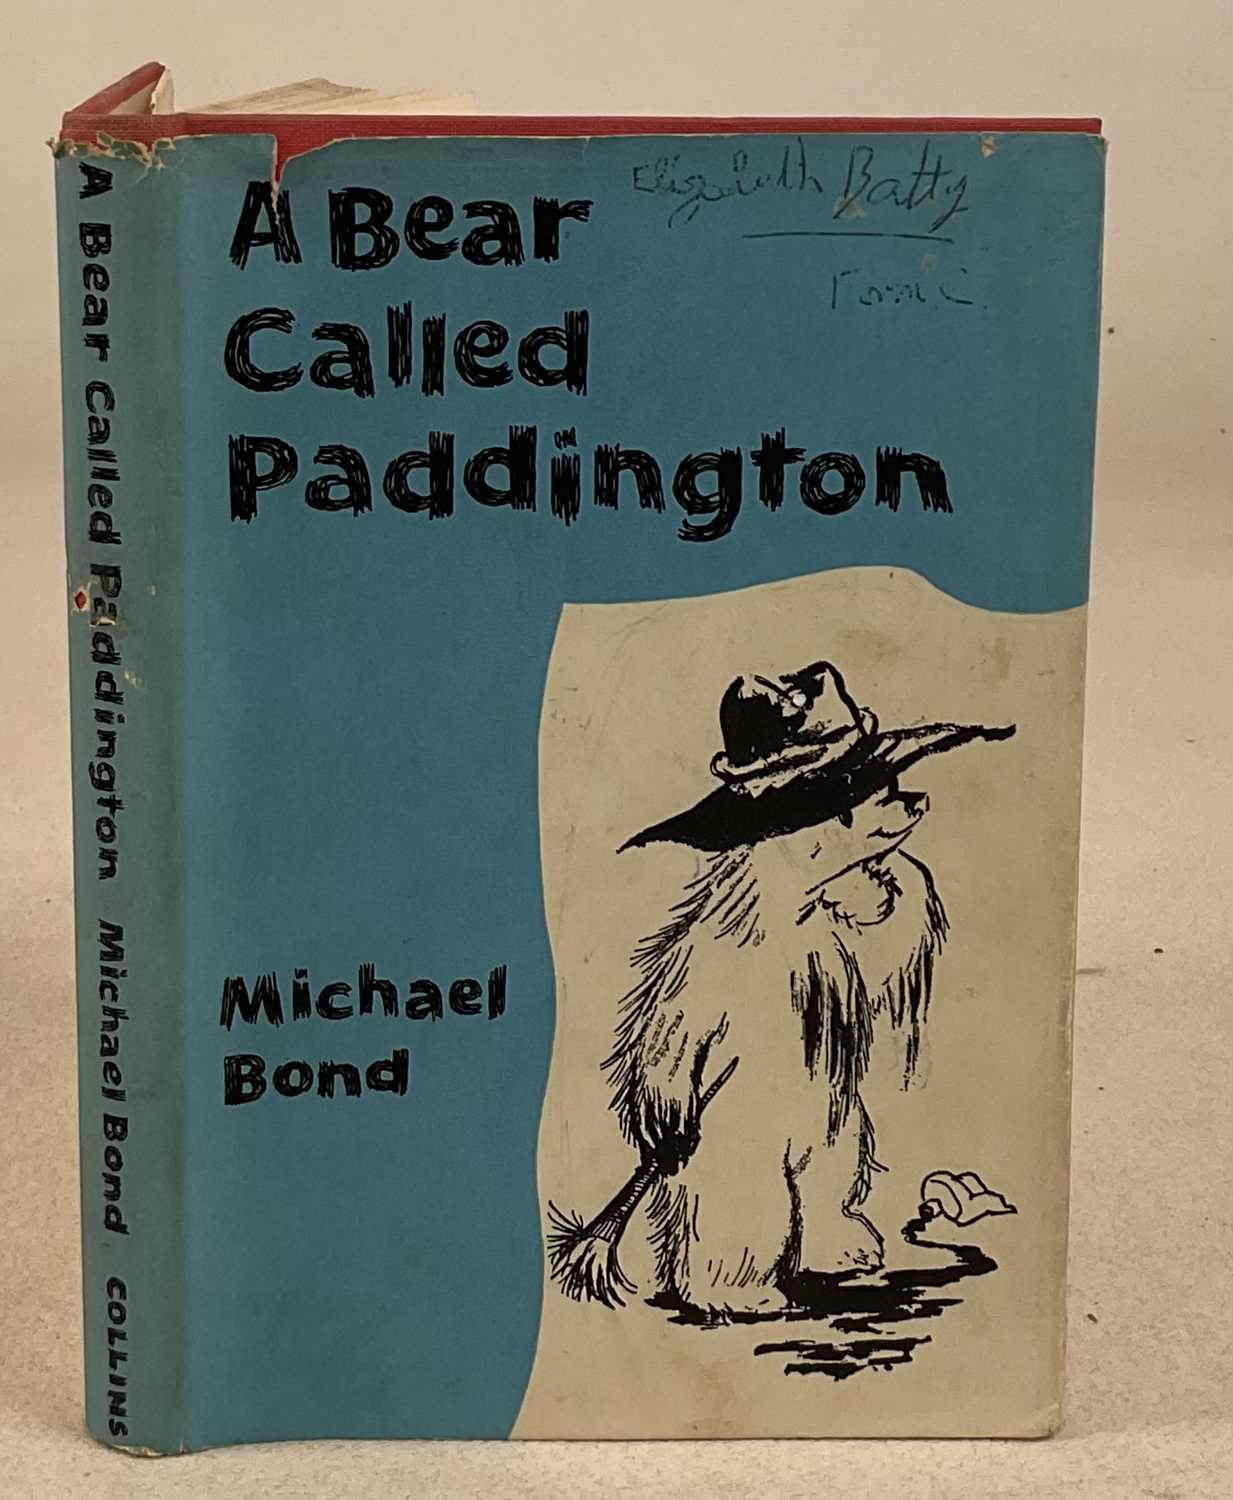 A Bear Called Paddington Michael Bond COLLINS
Elizabeth Batty
A Bear
Called
Paddington
Michael
Bond